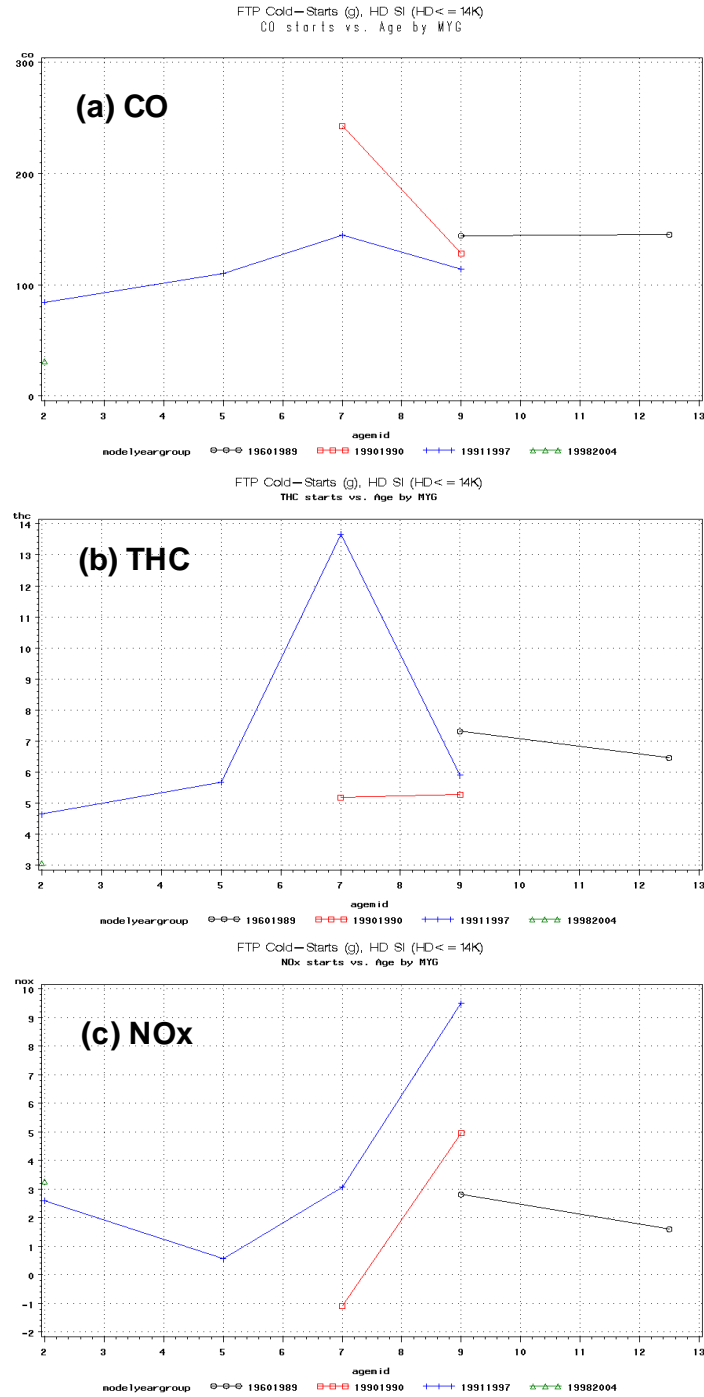 FTP Cold-Starts (g), HD SI (HD<= 14K)
CO starts vs. Age by MYG
co
(a) CO
300
200
100
0
2 3 4 5 6 7 8 9 10 11 12 13
agemid
modelyeargroup 19601989 19901990 19911997 19982004
FTP Cold-Starts (g), HD SI (HD<= 14K)
THC starts vs. Age by MYG
thc
14
(b) THC
13
12
11
10
9
8
7
6
5
4
3
2 3 4 5 6 7 8 9 10 11 12 13
agemid
modelyeargroup 19601989 19901990 19911997 19982004
FTP Cold-Starts (g), HD SI (HD<= 14K)
NOx starts vs. Age by MYG
nox
10
9
(c) NOx
8
7
6
5
4
3
2
1
0
-1
-2
2 3 4 5 6 7 8 9 10 11 12 13
agemid
modelyeargroup 19601989 19901990 19911997 19982004